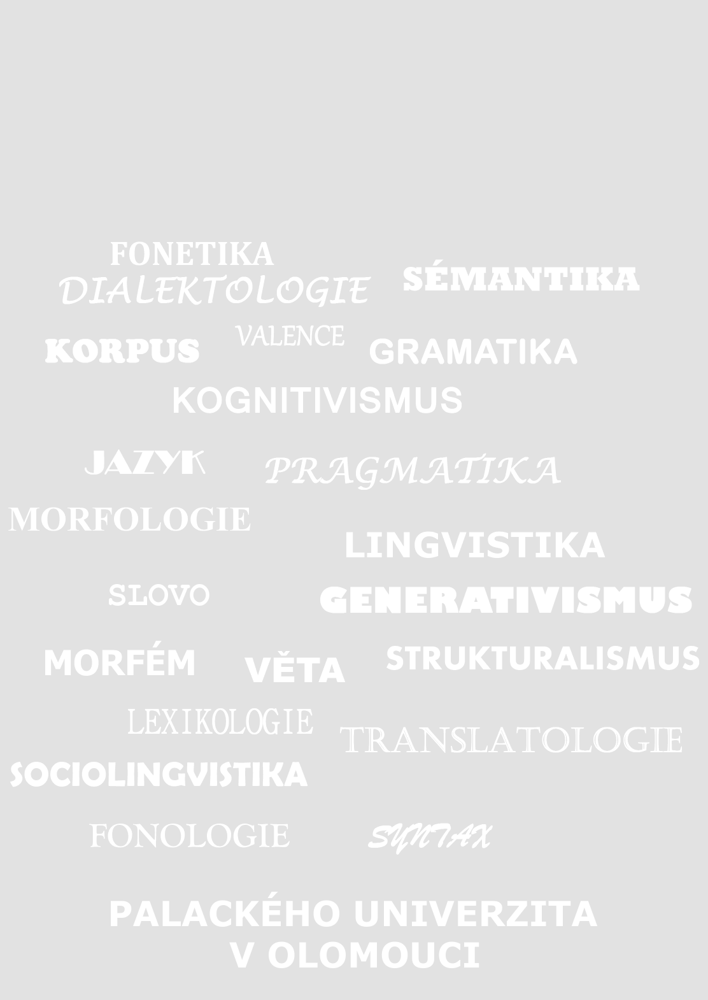 FONETIKA
DIALEKTOLOGIE
SÉMANTIKA
KORPUS
VALENCE
GRAMATIKA
KOGNITIVISMUS
JAZYK
PRAGMATIKA
MORFOLOGIE
LINGVISTIKA
SLOVO
GENERATIVISMUS
MORFÉM
VĚTA
STRUKTURALISMUS
LEXIKOLOGIE
TRANSLATOLOGIE
SOCIOLINGVISTIKA
FONOLOGIE
SYNTAX
PALACKÉHO UNIVERZITA
V OLOMOUCI